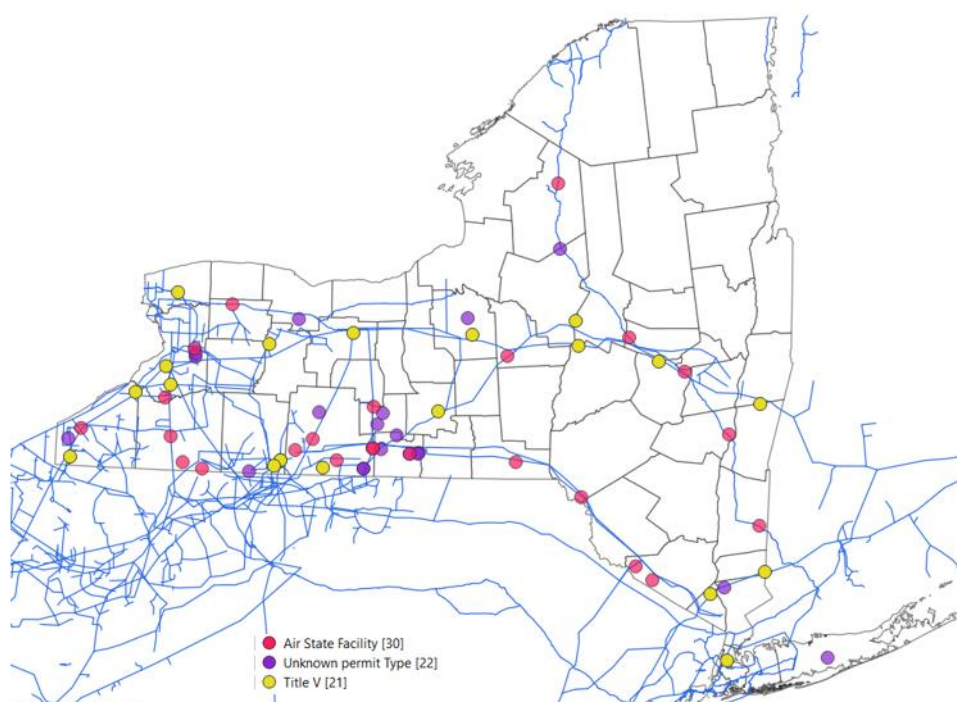 Air State Facility [30]
Unknown permit Type [22]
Title V [21]